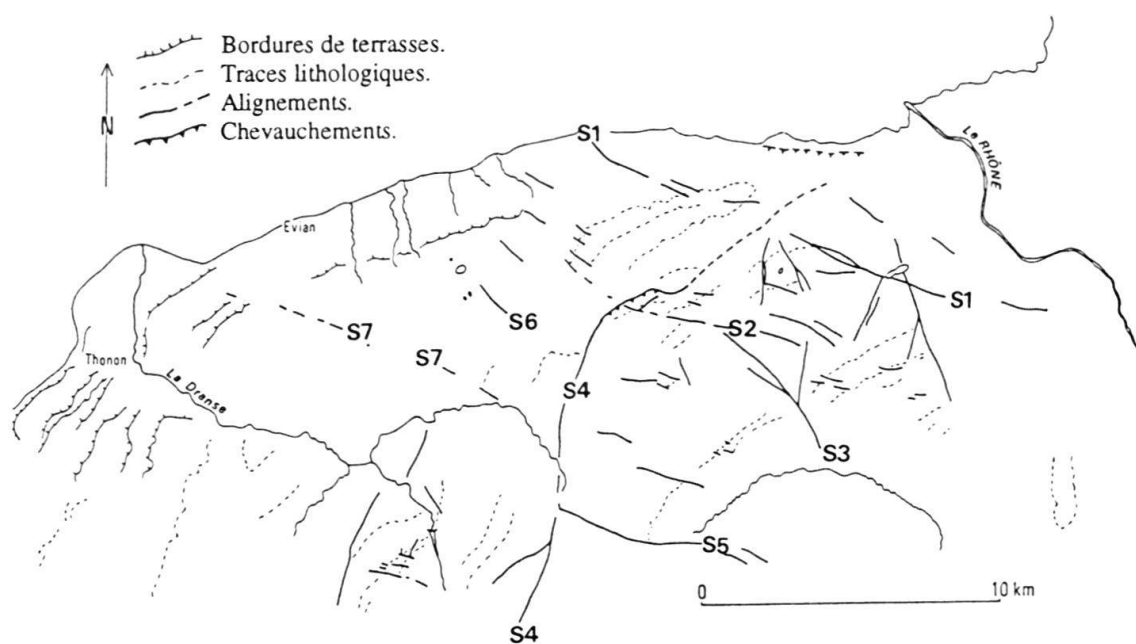 Bordures de terrasses.
Traces lithologiques.
Alignements.
Chevauchements.
N
S1
Le RHÔNE
Evian
S1
S6
S7
S2
S7
Thonon
La Dranse
S4
S3
S5
0 10 km
S4